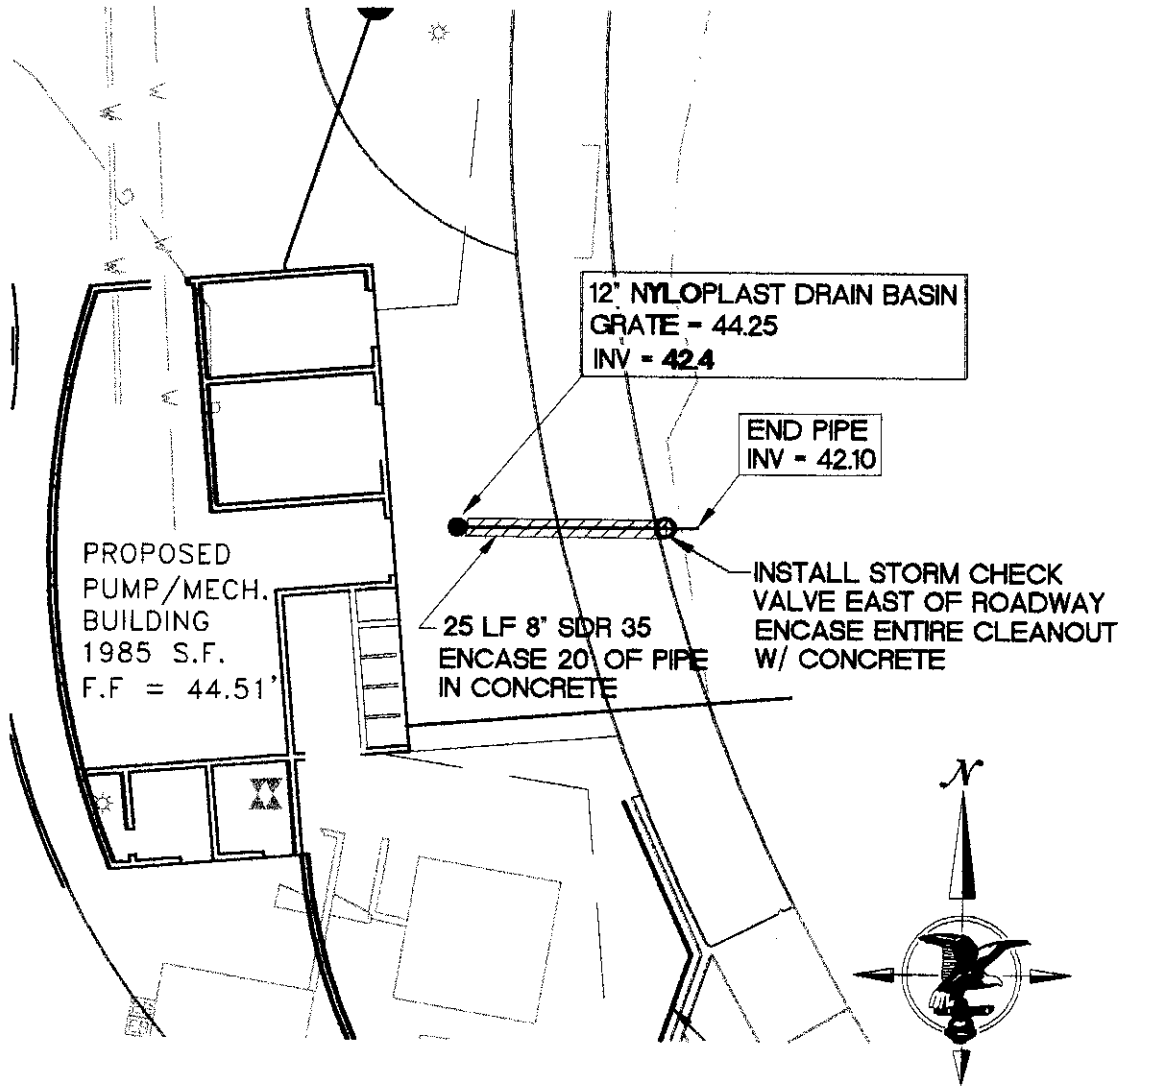 12" NYLOPLAST DRAIN BASIN
GRATE = 44.25
INV = 42.4
END PIPE
INV = 42.10
PROPOSED
PUMP/MECH.
BUILDING
1985 S.F.
F.F = 44.51'
25 LF 8" SDR 35
ENCASE 20' OF PIPE
IN CONCRETE
INSTALL STORM CHECK
VALVE EAST OF ROADWAY
ENCASE ENTIRE CLEANOUT
W/ CONCRETE
N